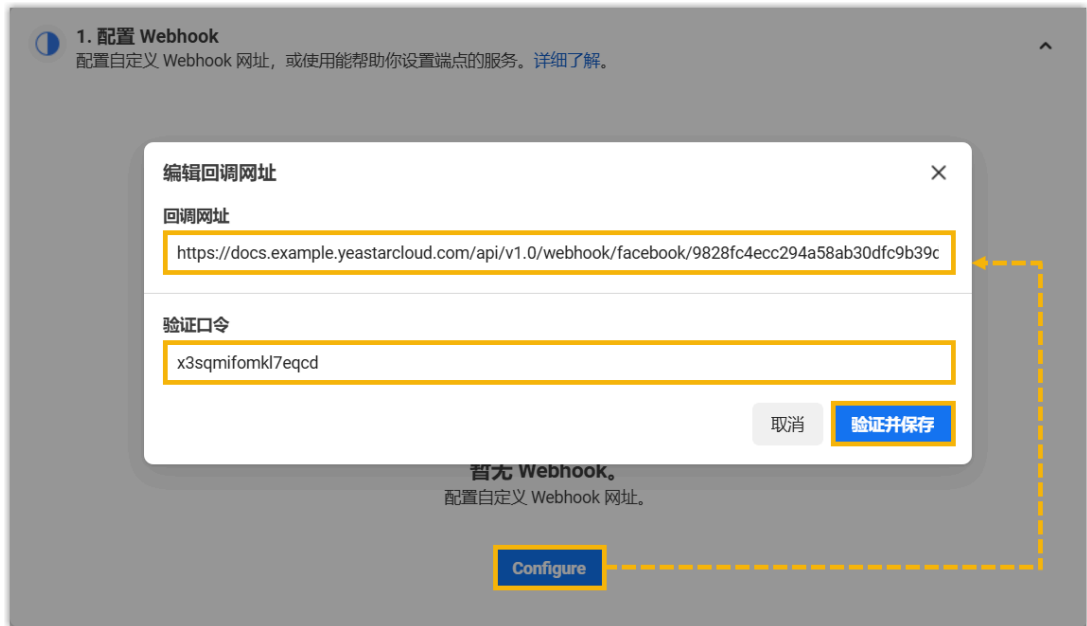 1. 配置 Webhook
配置自定义 Webhook 网址，或使用能帮助你设置端点的服务。详细了解。
编辑回调网址
回调网址
https://docs.example.yeastarcloud.com/api/v1.0/webhook/facebook/9828fc4ecc294a58ab30dfc9b39c
验证口令
x3sqmifomkl7eqcd
取消
验证并保存
暂无 Webhook。
配置自定义 Webhook 网址。
Configure